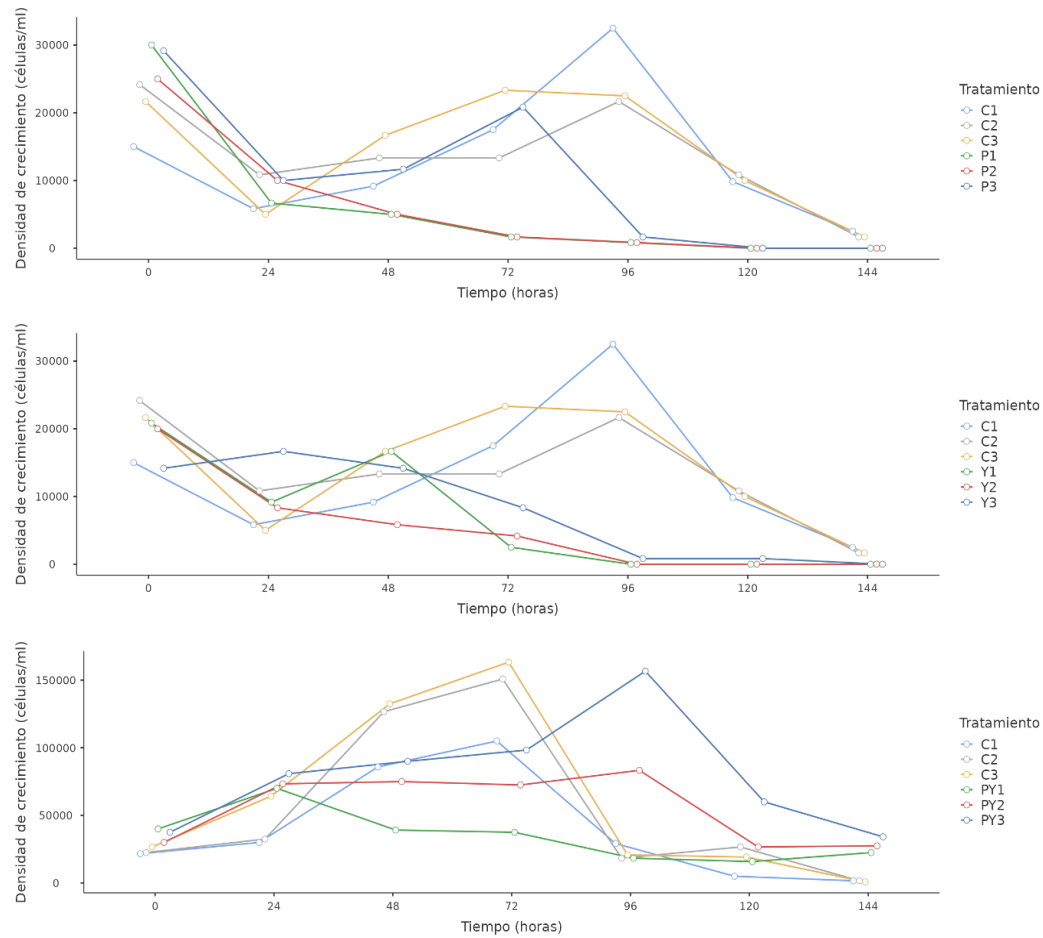 Densidad de crecimiento (células/ml)
30000
20000
10000
0
0 24 48 72 96 120 144
Tiempo (horas)
Tratamiento
C1
C2
C3
P1
P2
P3
Densidad de crecimiento (células/ml)
30000
20000
10000
0
0 24 48 72 96 120 144
Tiempo (horas)
Tratamiento
C1
C2
C3
Y1
Y2
Y3
Densidad de crecimiento (células/ml)
150000
100000
50000
0
0 24 48 72 96 120 144
Tiempo (horas)
Tratamiento
C1
C2
C3
PY1
PY2
PY3